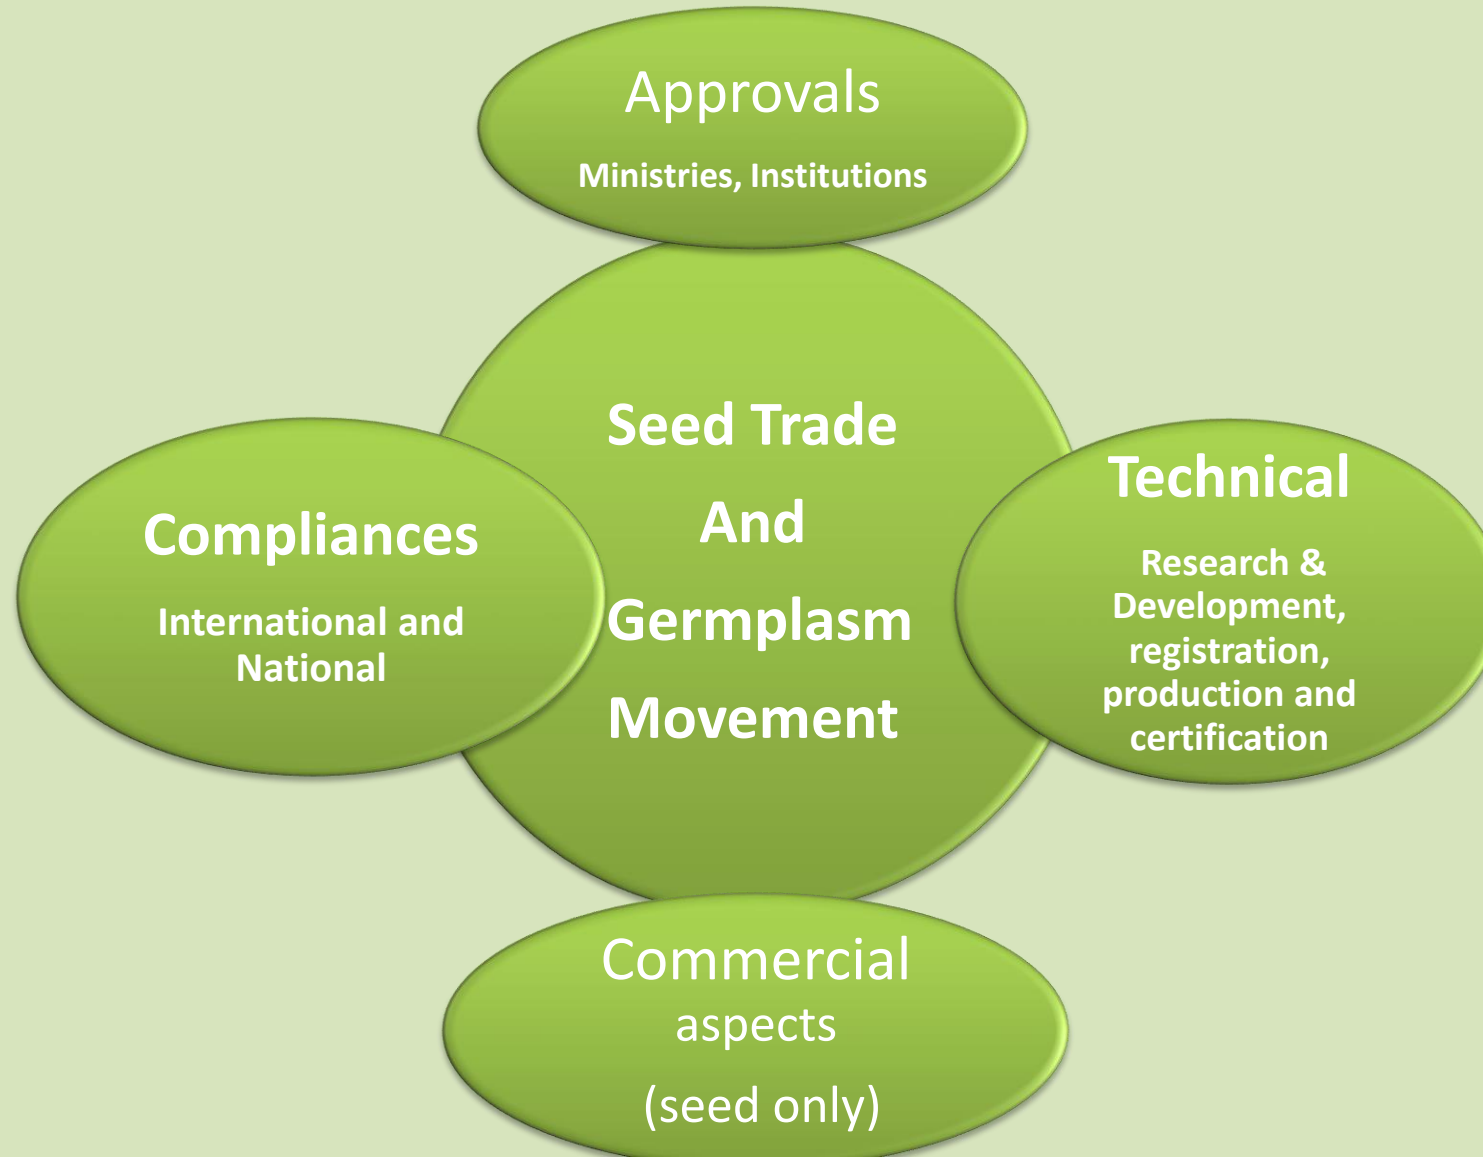 Approvals
Ministries, Institutions
Seed Trade
And
Germplasm
Movement
Compliances
International and
National
Technical
Research &
Development,
registration,
production and
certification
Commercial
aspects
(seed only)